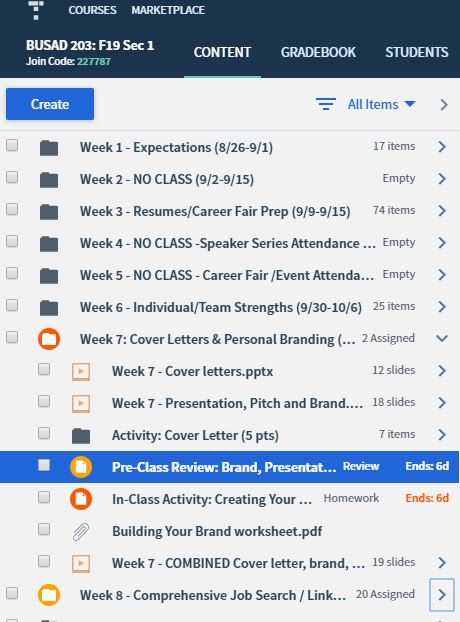 COURSES MARKETPLACE
BUSAD 203: F19 Sec 1
Join Code: 227787
CONTENT GRADEBOOK STUDENTS
Create All Items
Week 1 - Expectations (8/26-9/1) 17 items
Week 2 - NO CLASS (9/2-9/15) Empty
Week 3 - Resumes/Career Fair Prep (9/9-9/15) 74 items
Week 4 - NO CLASS -Speaker Series Attendance ... Empty
Week 5 - NO CLASS - Career Fair /Event Attenda... Empty
Week 6 - Individual/Team Strengths (9/30-10/6) 25 items
Week 7: Cover Letters & Personal Branding (... 2 Assigned
Week 7 - Cover letters.pptx 12 slides
Week 7 - Presentation, Pitch and Brand.... 18 slides
Activity: Cover Letter (5 pts) 7 items
Pre-Class Review: Brand, Presentat... Review Ends: 6d
In-Class Activity: Creating Your ... Homework Ends: 6d
Building Your Brand worksheet.pdf
Week 7 - COMBINED Cover letter, brand, ... 19 slides
Week 8 - Comprehensive Job Search / Link... 20 Assigned